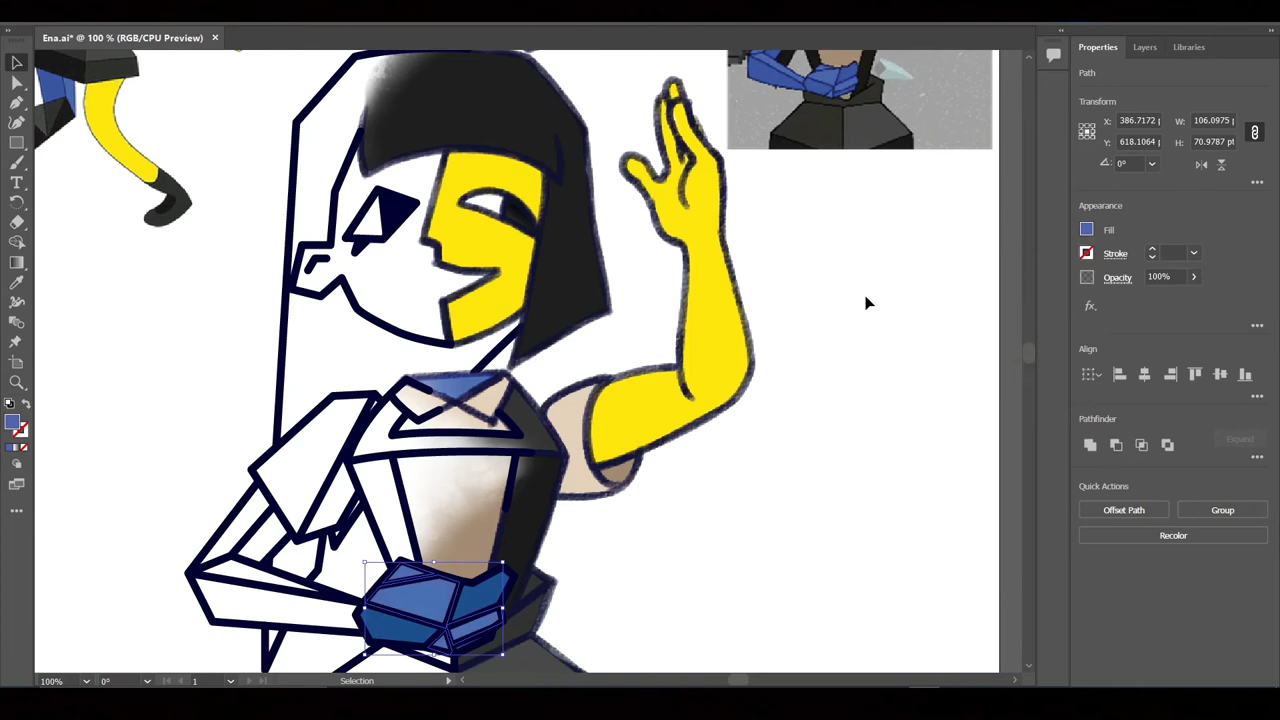 Ena.ai* @ 100 % (RGB/CPU Preview) ×
Properties Layers Libraries
Path
Transform
X: 386.7172 W: 106.0975
Y: 618.1064 H: 70.9787 pt
0°
Appearance
Fill
Stroke
Opacity 100%
fx.
Align
Pathfinder
Expand
Quick Actions
Offset Path Group
Recolor
100% 0° 1 Selection